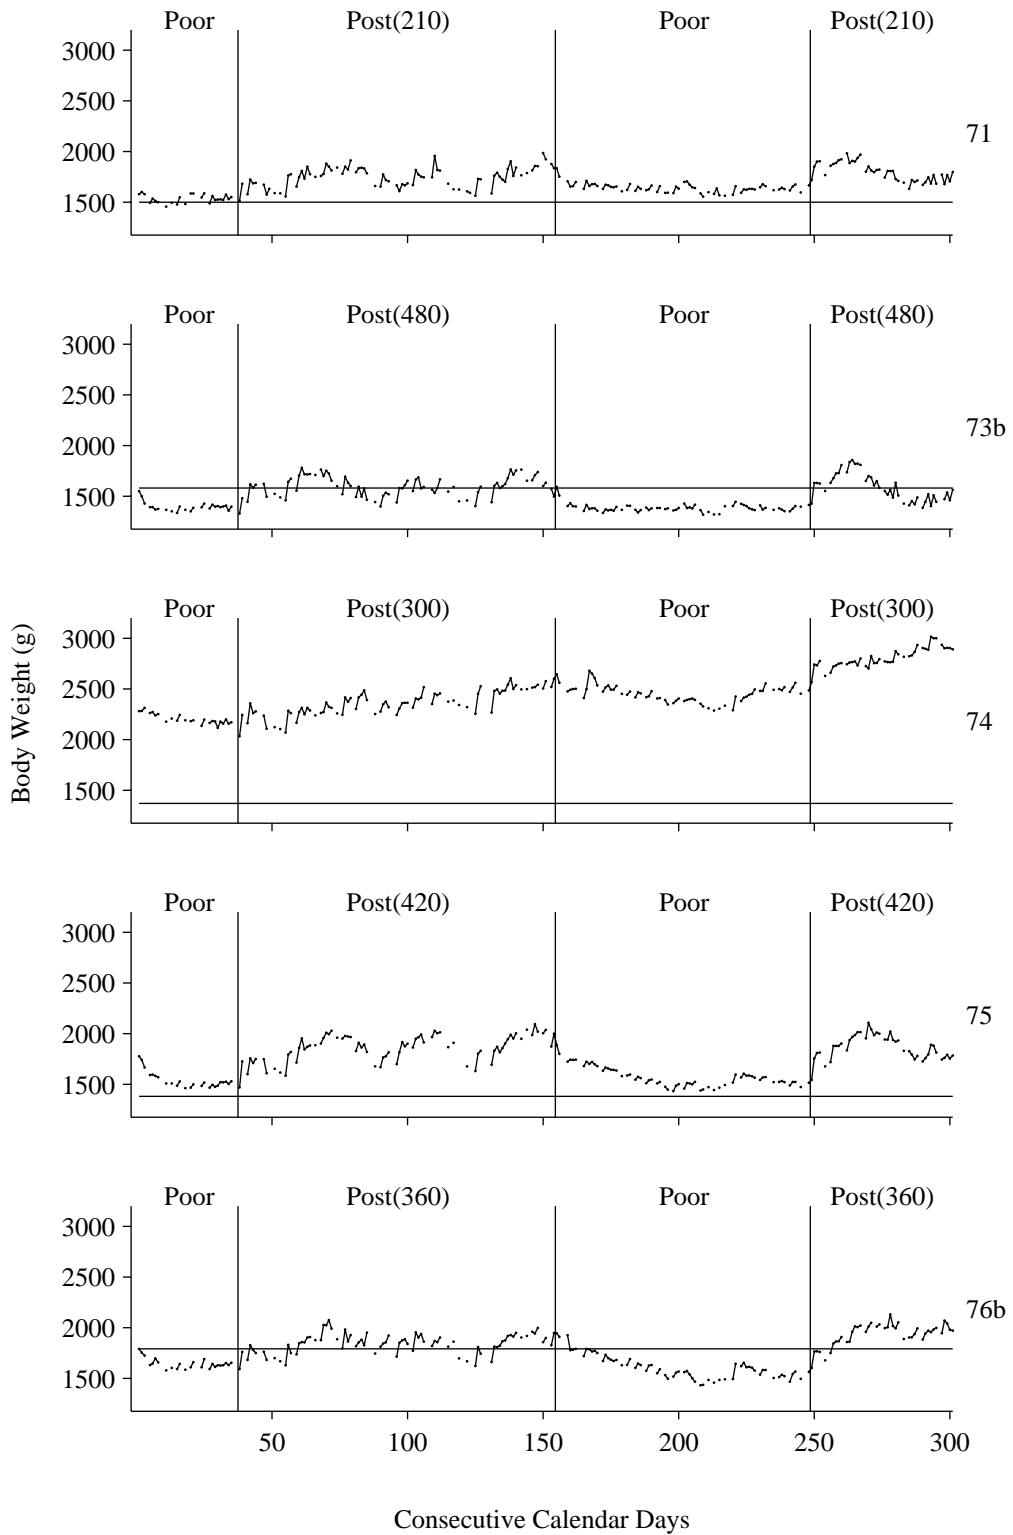 Poor Post(210) Poor Post(210)
3000
2500
2000
1500
71
Poor Post(480) Poor Post(480)
3000
2500
2000
1500
73b
Poor Post(300) Poor Post(300)
3000
2500
2000
1500
74
Body Weight (g)
Poor Post(420) Poor Post(420)
3000
2500
2000
1500
75
Poor Post(360) Poor Post(360)
3000
2500
2000
1500
76b
50 100 150 200 250 300
Consecutive Calendar Days